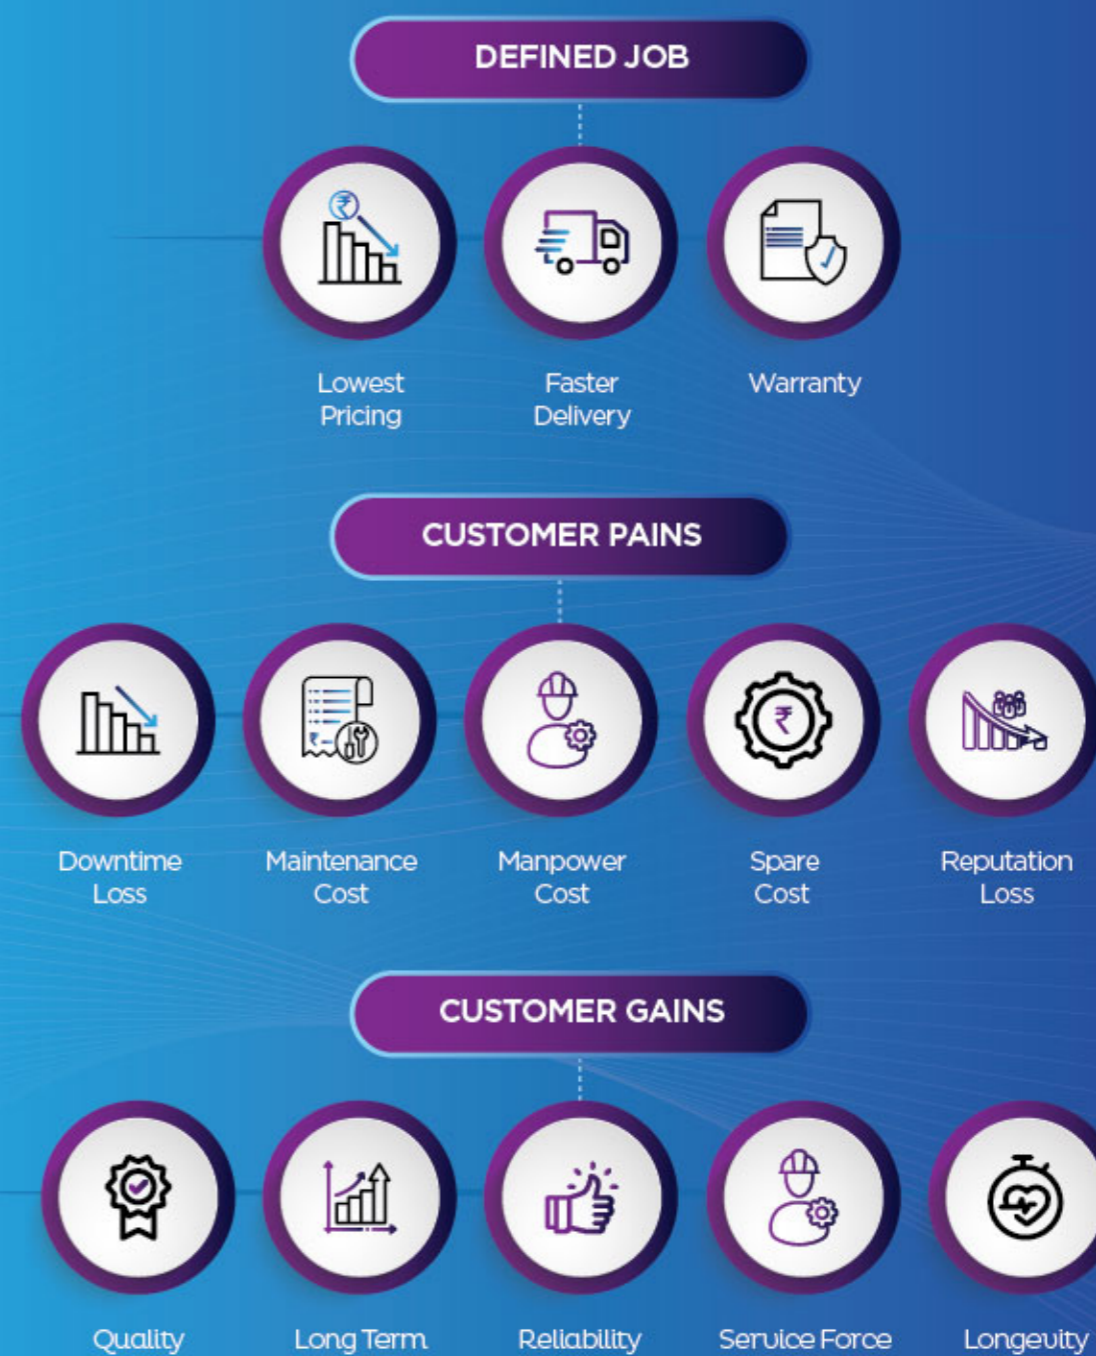 DEFINED JOB
Lowest
Pricing
Faster
Delivery
Warranty
CUSTOMER PAINS
Downtime
Loss
Maintenance
Cost
Manpower
Cost
Spare
Cost
Reputation
Loss
CUSTOMER GAINS
Quality
Long Term
Reliability
Service Force
Longevity